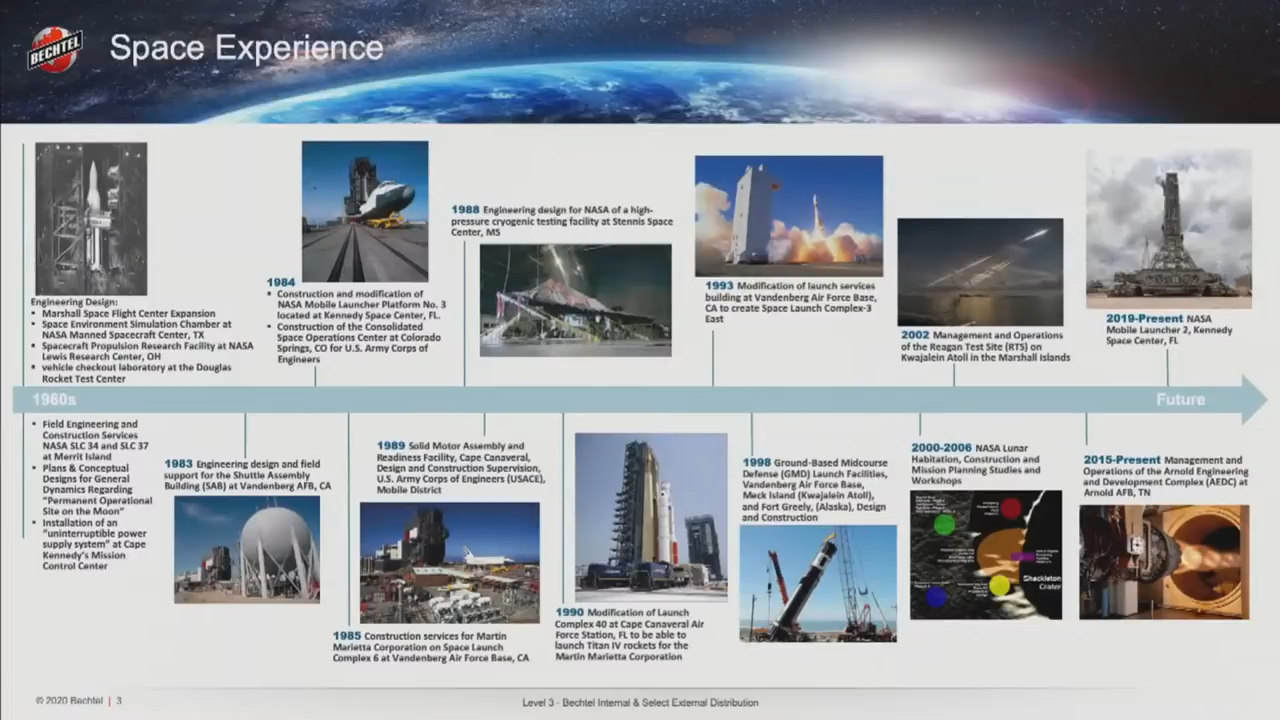 BECHTEL
Space Experience
Engineering Design:
▪ Marshall Space Flight Center Expansion
▪ Space Environment Simulation Chamber at
NASA Manned Spacecraft Center, TX
▪ Spacecraft Propulsion Research Facility at NASA
Lewis Research Center, OH
▪ vehicle checkout laboratory at the Douglas
Rocket Test Center
1984
▪ Construction and modification of
NASA Mobile Launcher Platform No. 3
located at Kennedy Space Center, FL.
▪ Construction of the Consolidated
Space Operations Center at Colorado
Springs, CO for U.S. Army Corps of
Engineers
1988 Engineering design for NASA of a high-
pressure cryogenic testing facility at Stennis Space
Center, MS
1993 Modification of launch services
building at Vandenberg Air Force Base,
CA to create Space Launch Complex-3
East
2002 Management and Operations
of the Reagan Test Site (RTS) on
Kwajalein Atoll in the Marshall Islands
2019-Present NASA
Mobile Launcher 2, Kennedy
Space Center, FL
1960s
Future
▪ Field Engineering and
Construction Services
NASA SLC 34 and SLC 37
at Merrit Island
▪ Plans & Conceptual
Designs for General
Dynamics Regarding
"Permanent Operational
Site on the Moon"
▪ Installation of an
"uninterruptible power
supply system" at Cape
Kennedy's Mission
Control Center
1983 Engineering design and field
support for the Shuttle Assembly
Building (SAB) at Vandenberg AFB, CA
1985 Construction services for Martin
Marietta Corporation on Space Launch
Complex 6 at Vandenberg Air Force Base, CA
1989 Solid Motor Assembly and
Readiness Facility, Cape Canaveral,
Design and Construction Supervision,
U.S. Army Corps of Engineers (USACE),
Mobile District
1990 Modification of Launch
Complex 40 at Cape Canaveral Air
Force Station, FL to be able to
launch Titan IV rockets for the
Martin Marietta Corporation
1998 Ground-Based Midcourse
Defense (GMD) Launch Facilities,
Vandenberg Air Force Base,
Meck Island (Kwajalein Atoll),
and Fort Greely, (Alaska), Design
and Construction
2000-2006 NASA Lunar
Habitation, Construction and
Mission Planning Studies and
Workshops
Shackleton
Crater
2015-Present Management and
Operations of the Arnold Engineering
and Development Complex (AEDC) at
Arnold AFB, TN
© 2020 Bechtel | 3
Level 3 - Bechtel Internal & Select External Distribution